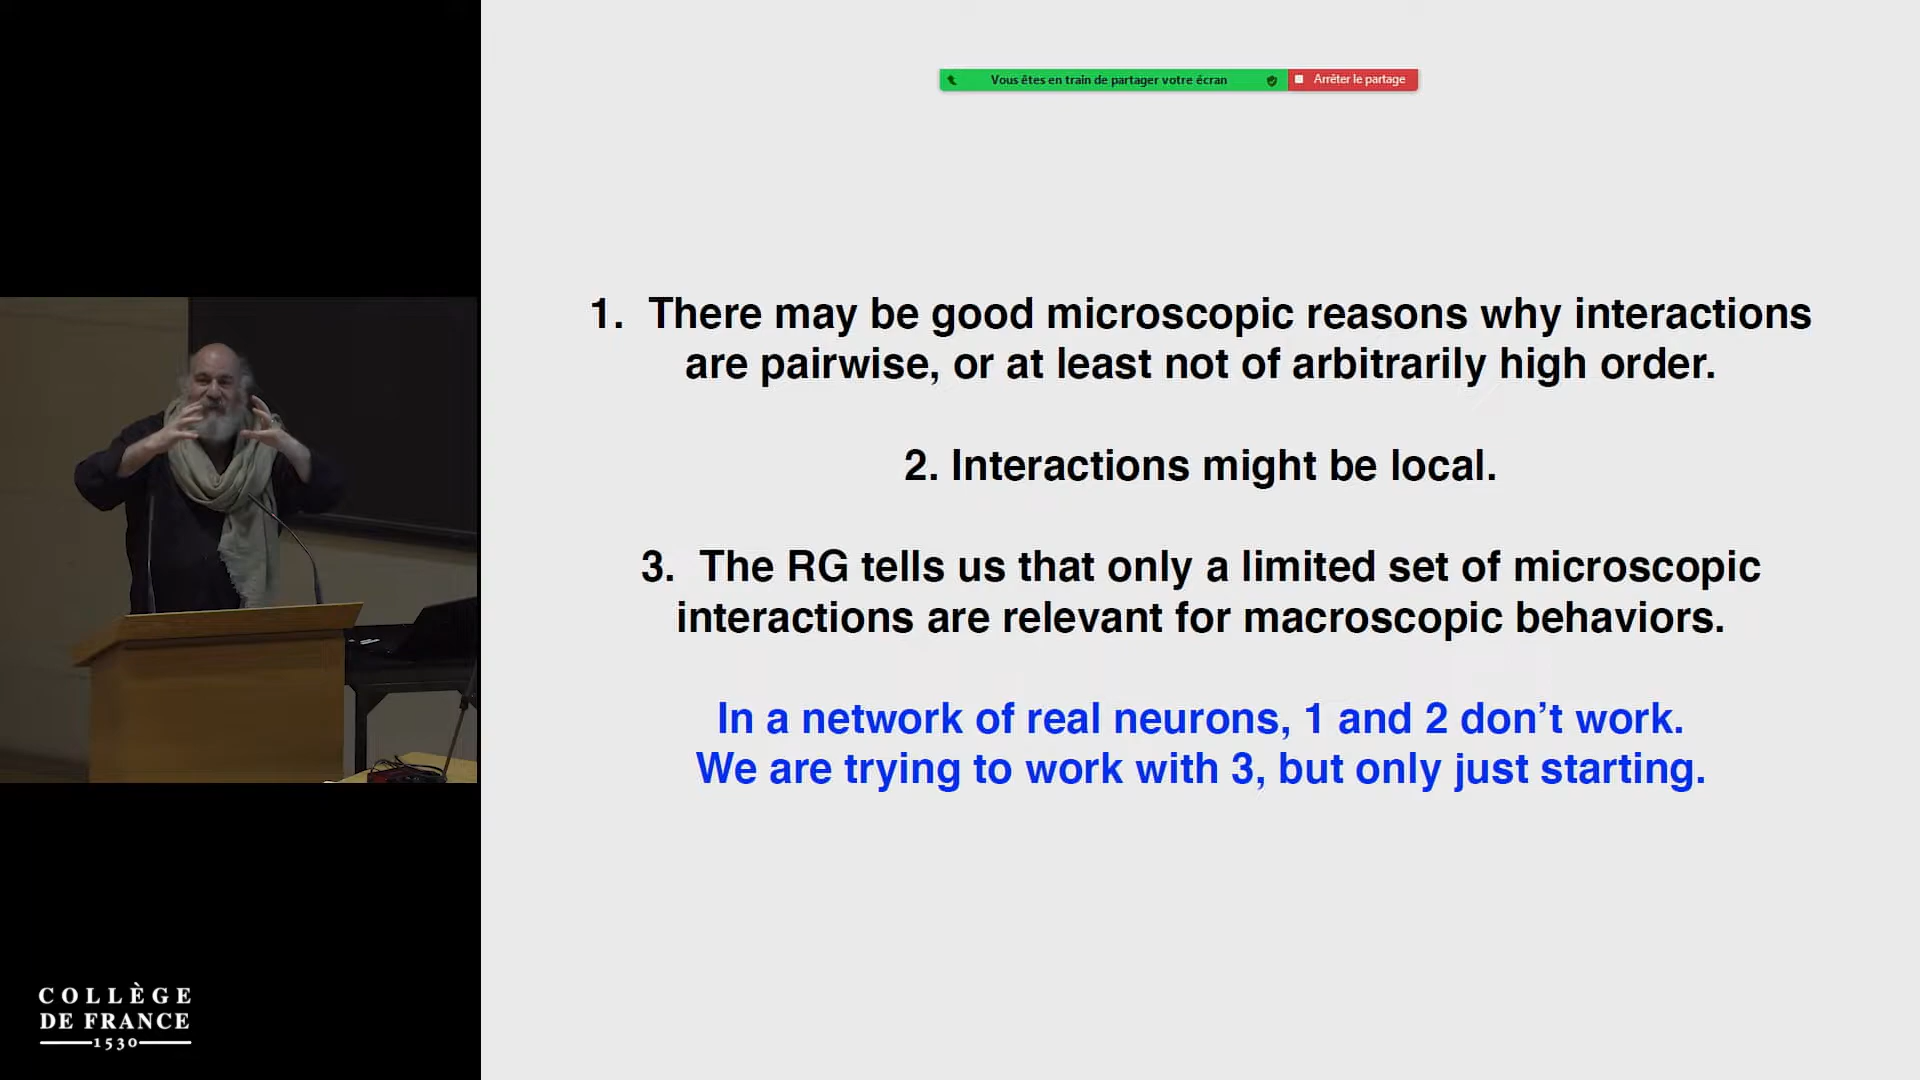 Vous êtes en train de partager votre écran
Arrêter le partage
1. There may be good microscopic reasons why interactions
are pairwise, or at least not of arbitrarily high order.
2. Interactions might be local.
3. The RG tells us that only a limited set of microscopic
interactions are relevant for macroscopic behaviors.
In a network of real neurons, 1 and 2 don’t work.
We are trying to work with 3, but only just starting.
COLLÈGE
DE FRANCE
1530